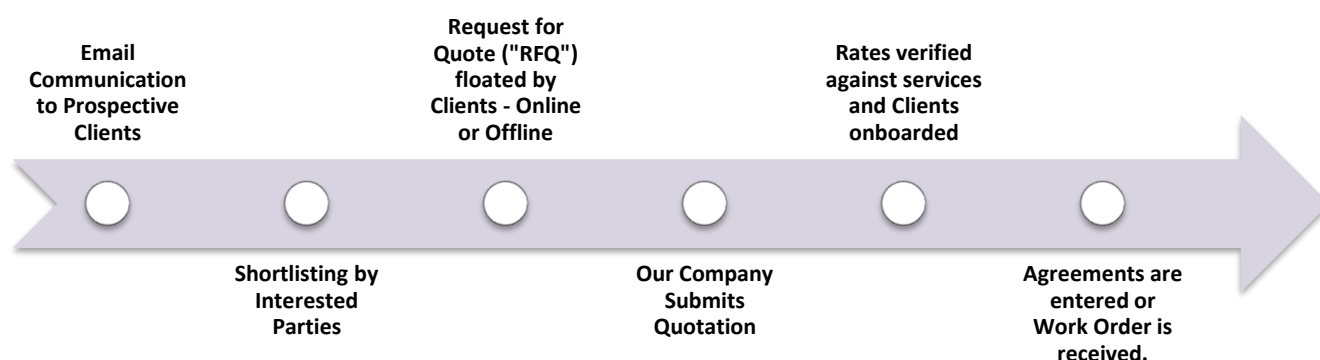 Email
Communication
to Prospective
Clients
Shortlisting by
Interested
Parties
Request for
Quote ("RFQ")
floated by
Clients - Online
or Offline
Our Company
Submits
Quotation
Rates verified
against services
and Clients
onboarded
Agreements are
entered or
Work Order is
received.